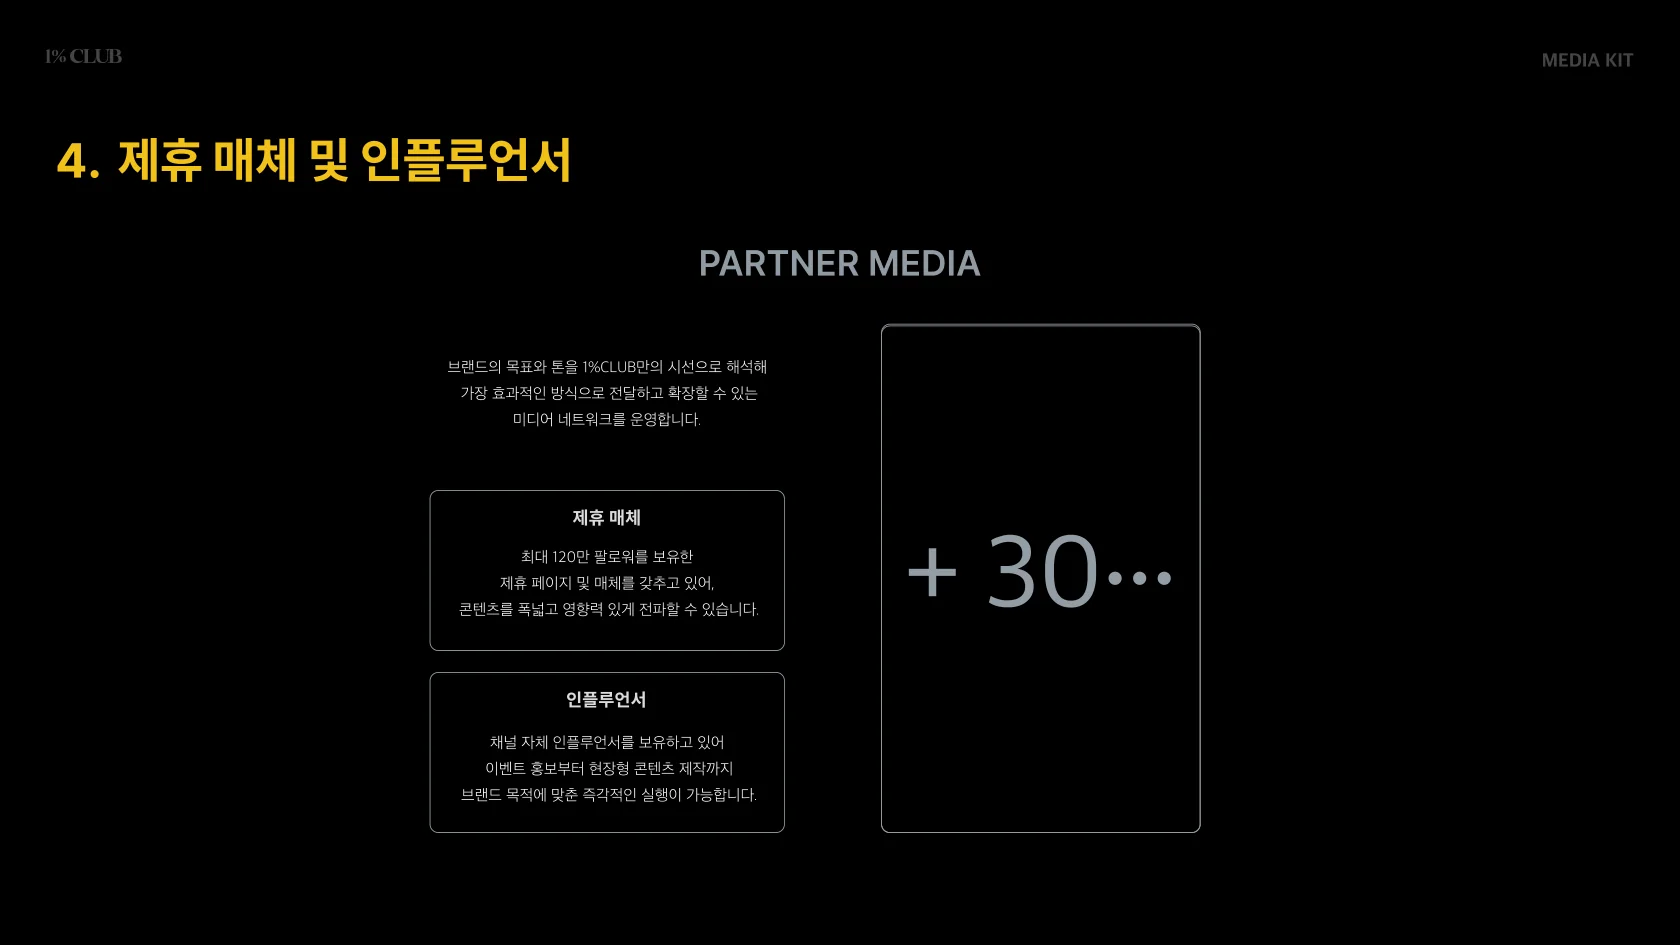 1% CLUB
MEDIA KIT
4. 제휴 매체 및 인플루언서
PARTNER MEDIA
브랜드의 목표와 톤을 1%CLUB만의 시선으로 해석해
가장 효과적인 방식으로 전달하고 확장할 수 있는
미디어 네트워크를 운영합니다.
제휴 매체
최대 120만 팔로워를 보유한
제휴 페이지 및 매체를 갖추고 있어,
콘텐츠를 폭넓고 영향력 있게 전파할 수 있습니다.
인플루언서
채널 자체 인플루언서를 보유하고 있어
이벤트 홍보부터 현장형 콘텐츠 제작까지
브랜드 목적에 맞춘 즉각적인 실행이 가능합니다.
+ 30···